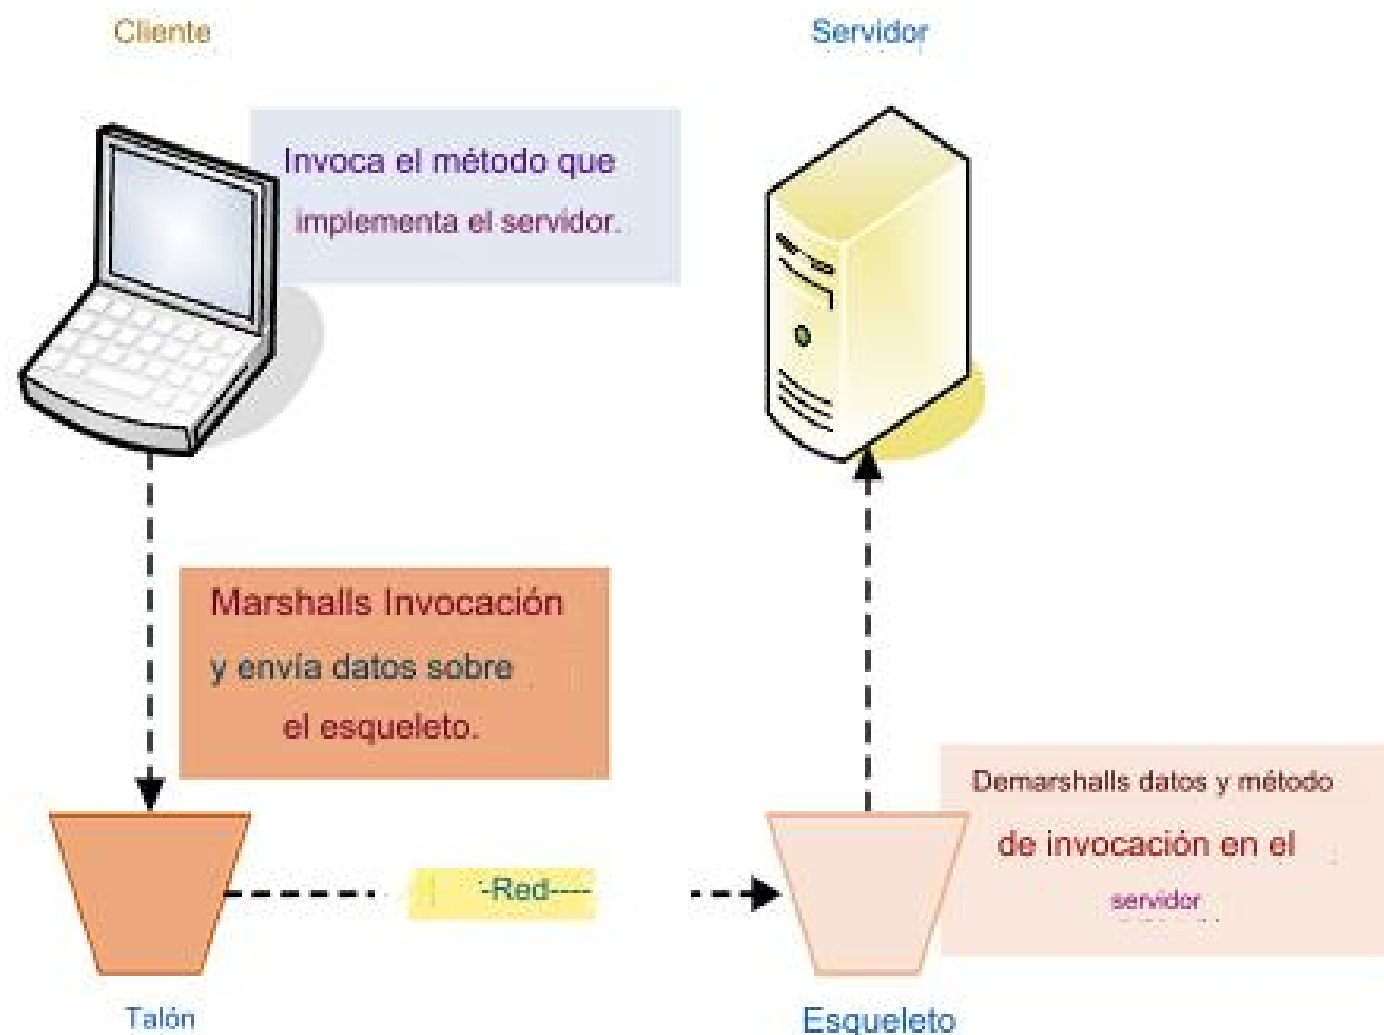 Cliente
Servidor
Invoca el método que
implementa el servidor.
Marshalls Invocación
y envía datos sobre
el esqueleto.
Demarshalls datos y método
de invocación en el
servidor
-Red----
Talón
Esqueleto